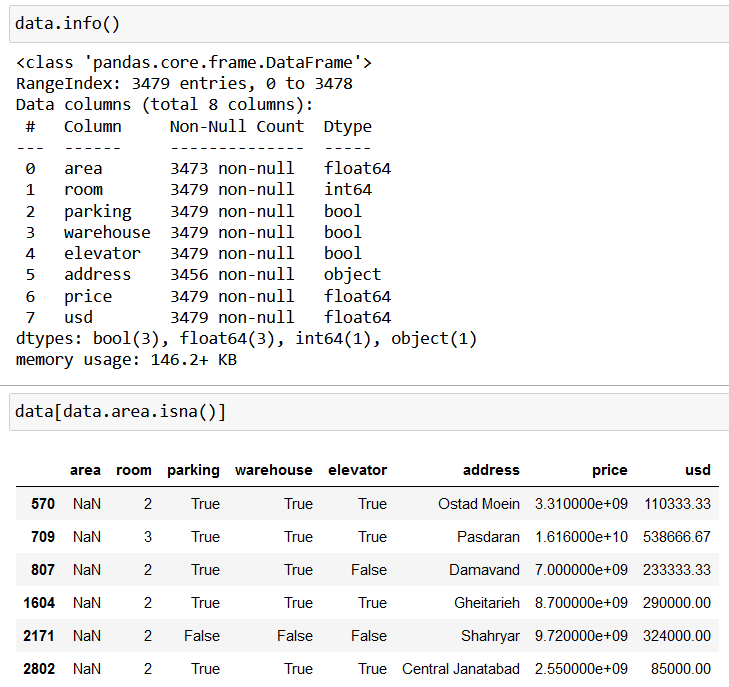 data.info()
<class 'pandas.core.frame.DataFrame'>
RangeIndex: 3479 entries, 0 to 3478
Data columns (total 8 columns):
 #   Column     Non-Null Count  Dtype
---  ------     --------------  -----
 0   area       3473 non-null   float64
 1   room       3479 non-null   int64
 2   parking    3479 non-null   bool
 3   warehouse  3479 non-null   bool
 4   elevator   3479 non-null   bool
 5   address    3456 non-null   object
 6   price      3479 non-null   float64
 7   usd        3479 non-null   float64
dtypes: bool(3), float64(3), int64(1), object(1)
memory usage: 146.2+ KB
data[data.area.isna()]
area room parking warehouse elevator address price usd
570 NaN 2 True True True Ostad Moein 3.310000e+09 110333.33
709 NaN 3 True True True Pasdaran 1.616000e+10 538666.67
807 NaN 2 True True False Damavand 7.000000e+09 233333.33
1604 NaN 2 True True True Gheitarieh 8.700000e+09 290000.00
2171 NaN 2 False False False Shahryar 9.720000e+09 324000.00
2802 NaN 2 True True True Central Janatabad 2.550000e+09 85000.00